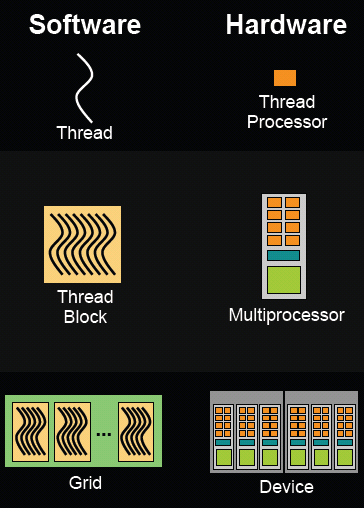 Software
Hardware
Thread
Thread
Processor
Thread
Block
Multiprocessor
...
Grid
Device